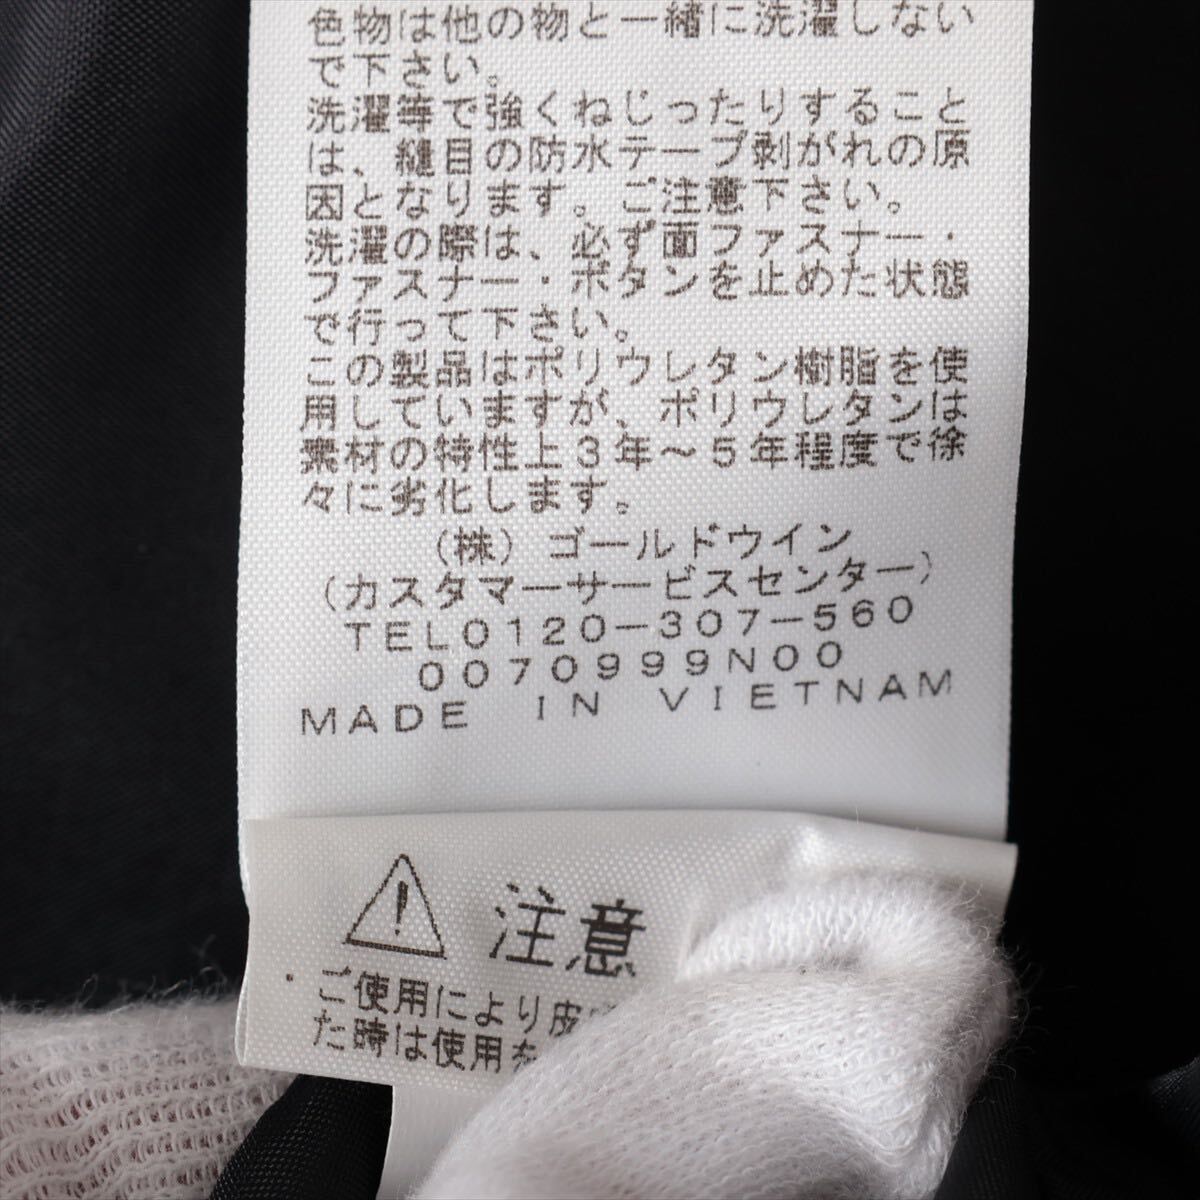 色物は他の物と一緒に洗濯しない
で下さい。
洗濯等で強くねじったりすること
は、縫目の防水テープ剥がれの原
因となります。ご注意下さい。
洗濯の際は、必ず面ファスナー・
ファスナー・ボタンを止めた状態
で行って下さい。
この製品はポリウレタン樹脂を使
用していますが、ポリウレタンは
素材の特性上3年～5年程度で徐
々に劣化します。
(株)ゴールドウイン
(カスタマーサービスセンター)
TEL0120-307-560
0070999N00
MADE IN VIETNAM
注意
・ご使用により皮
た時は使用を